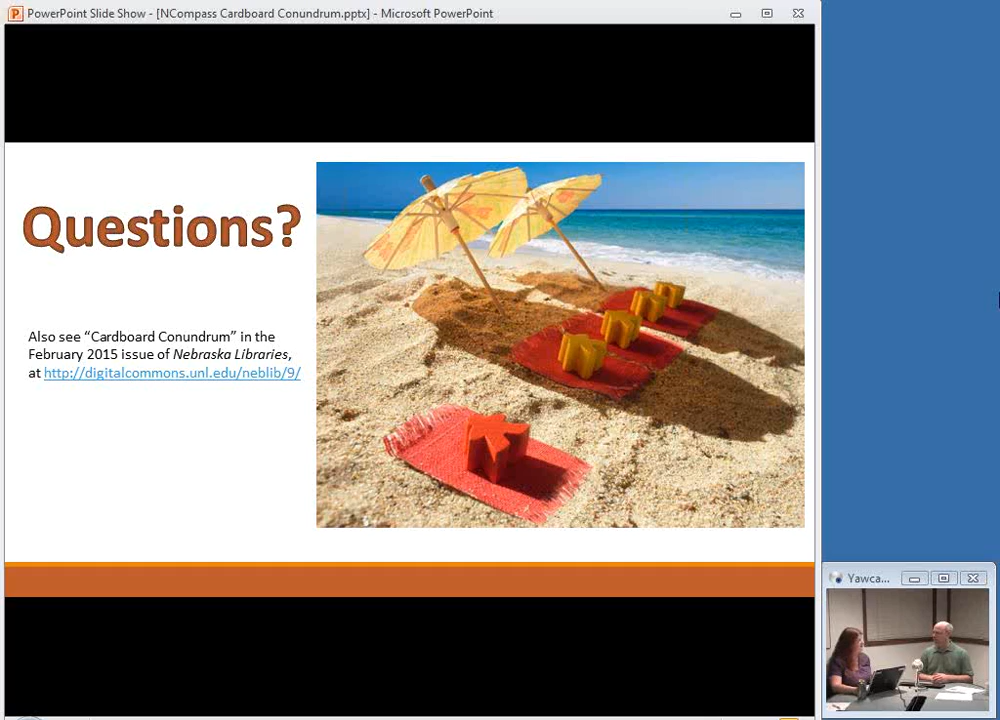 PowerPoint Slide Show - [NCompass Cardboard Conundrum.pptx] - Microsoft PowerPoint
Questions?
Also see “Cardboard Conundrum” in the
February 2015 issue of Nebraska Libraries,
at http://digitalcommons.unl.edu/neblib/9/
Yawca...